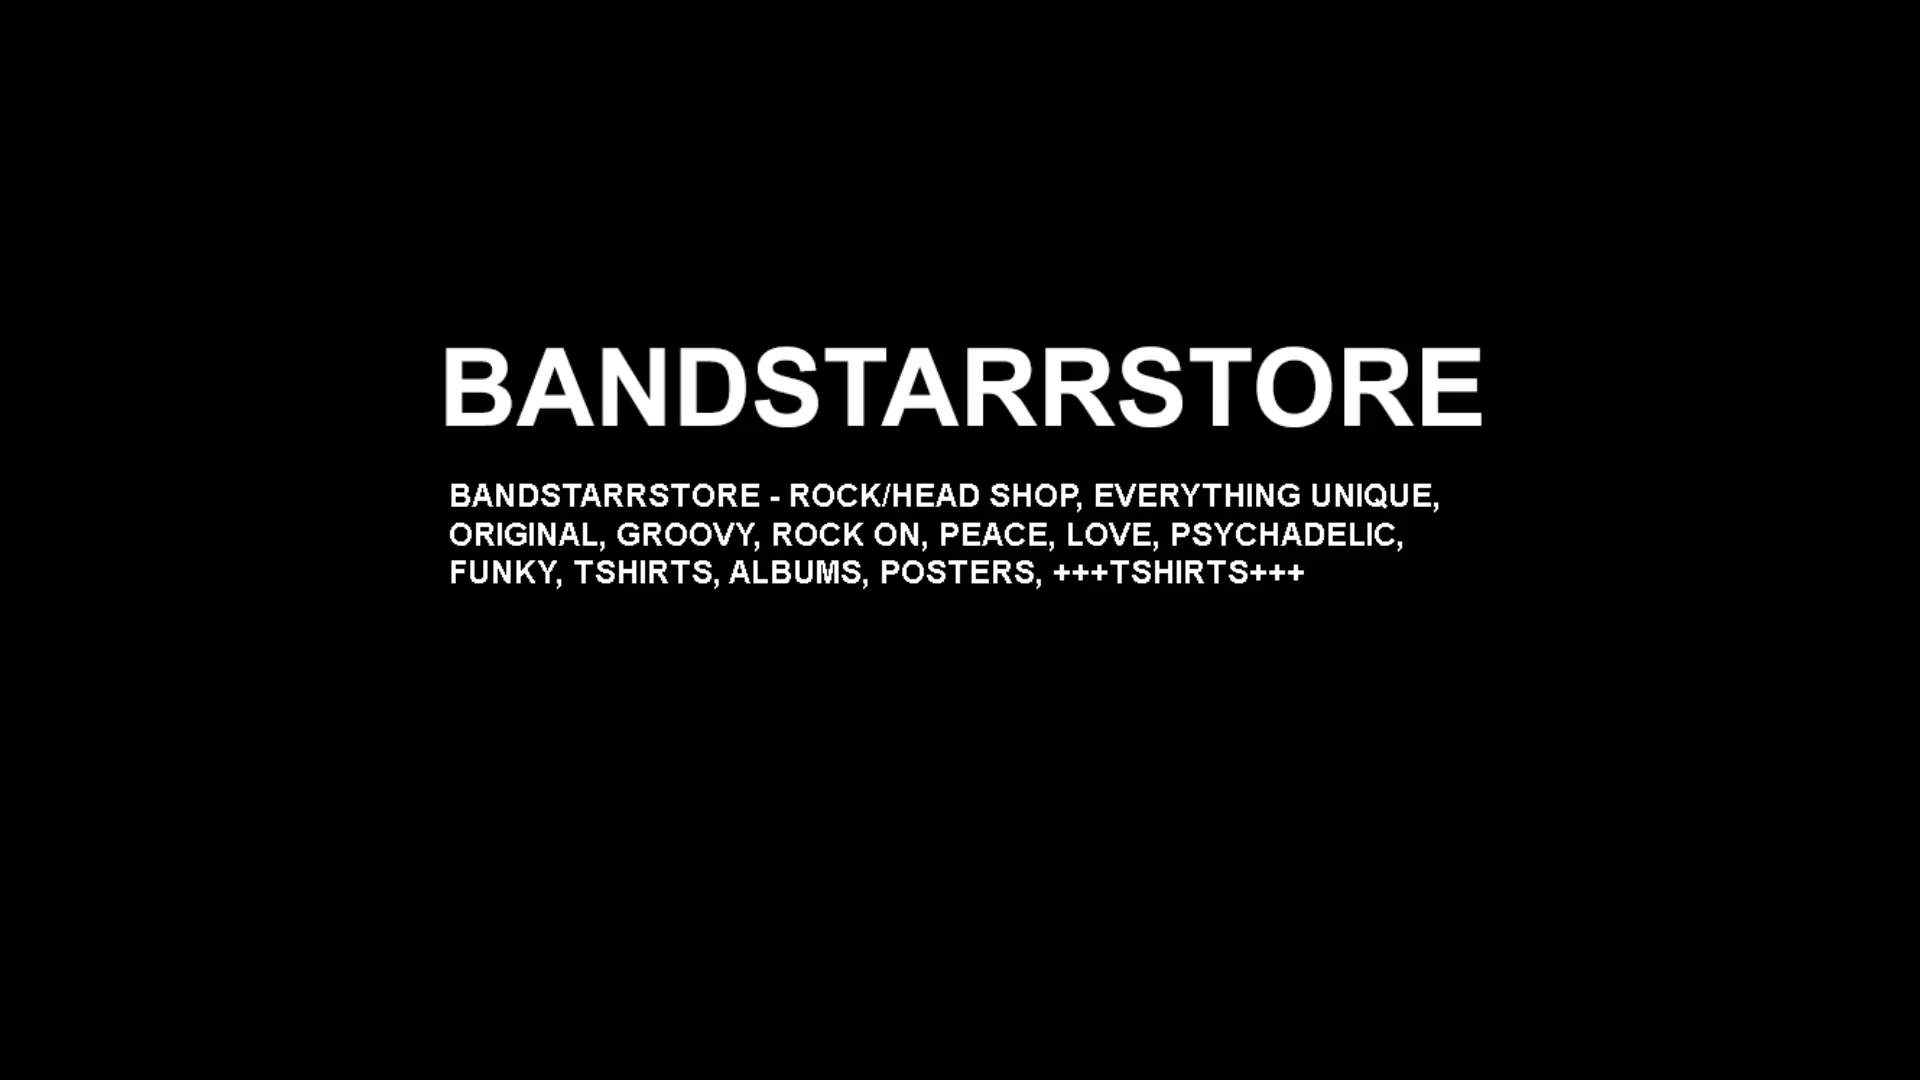 BANDSTARRSTORE
BANDSTARRSTORE - ROCK/HEAD SHOP, EVERYTHING UNIQUE,
ORIGINAL, GROOVY, ROCK ON, PEACE, LOVE, PSYCHADELIC,
FUNKY, TSHIRTS, ALBUMS, POSTERS, +++TSHIRTS+++